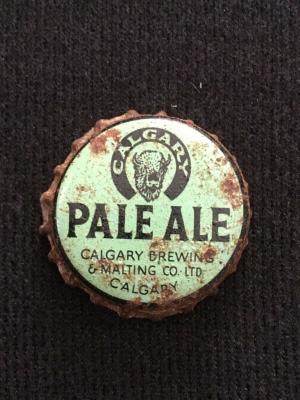 CALGARY
PALE ALE
CALGARY BREWING
& MALTING CO. LTD.
CALGARY